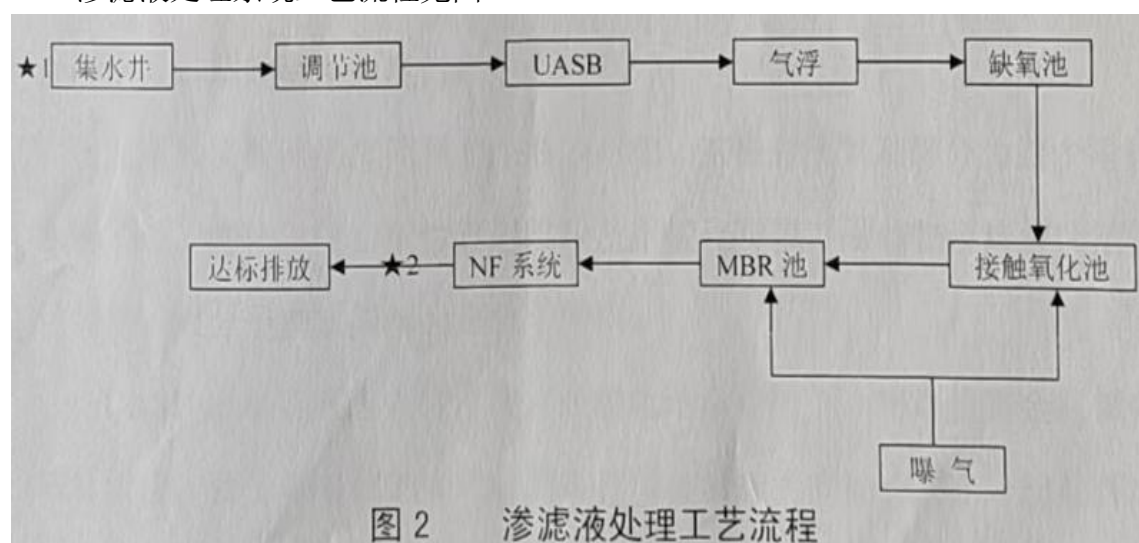 ★1 集水井 调节池 UASB 气浮 缺氧池
达标排放 ★2 NF 系统 MBR 池 接触氧化池
曝 气
图 2 渗滤液处理工艺流程